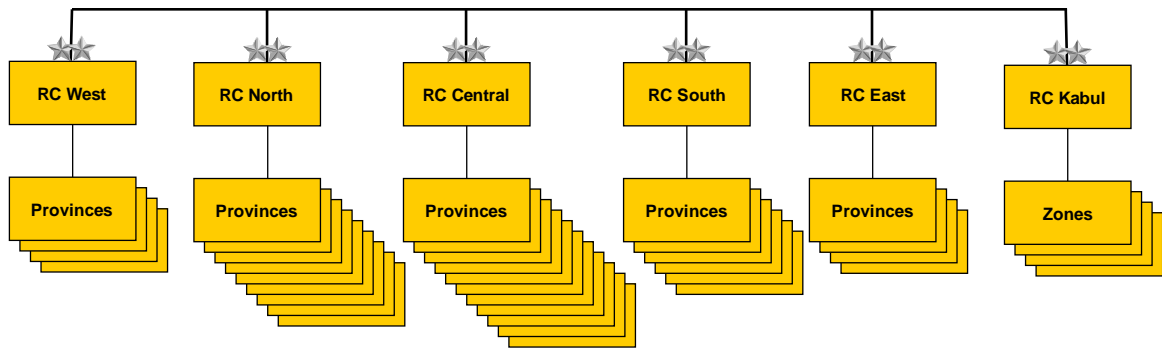 RC West
RC North
RC Central
RC South
RC East
RC Kabul
Provinces
Provinces
Provinces
Provinces
Provinces
Zones